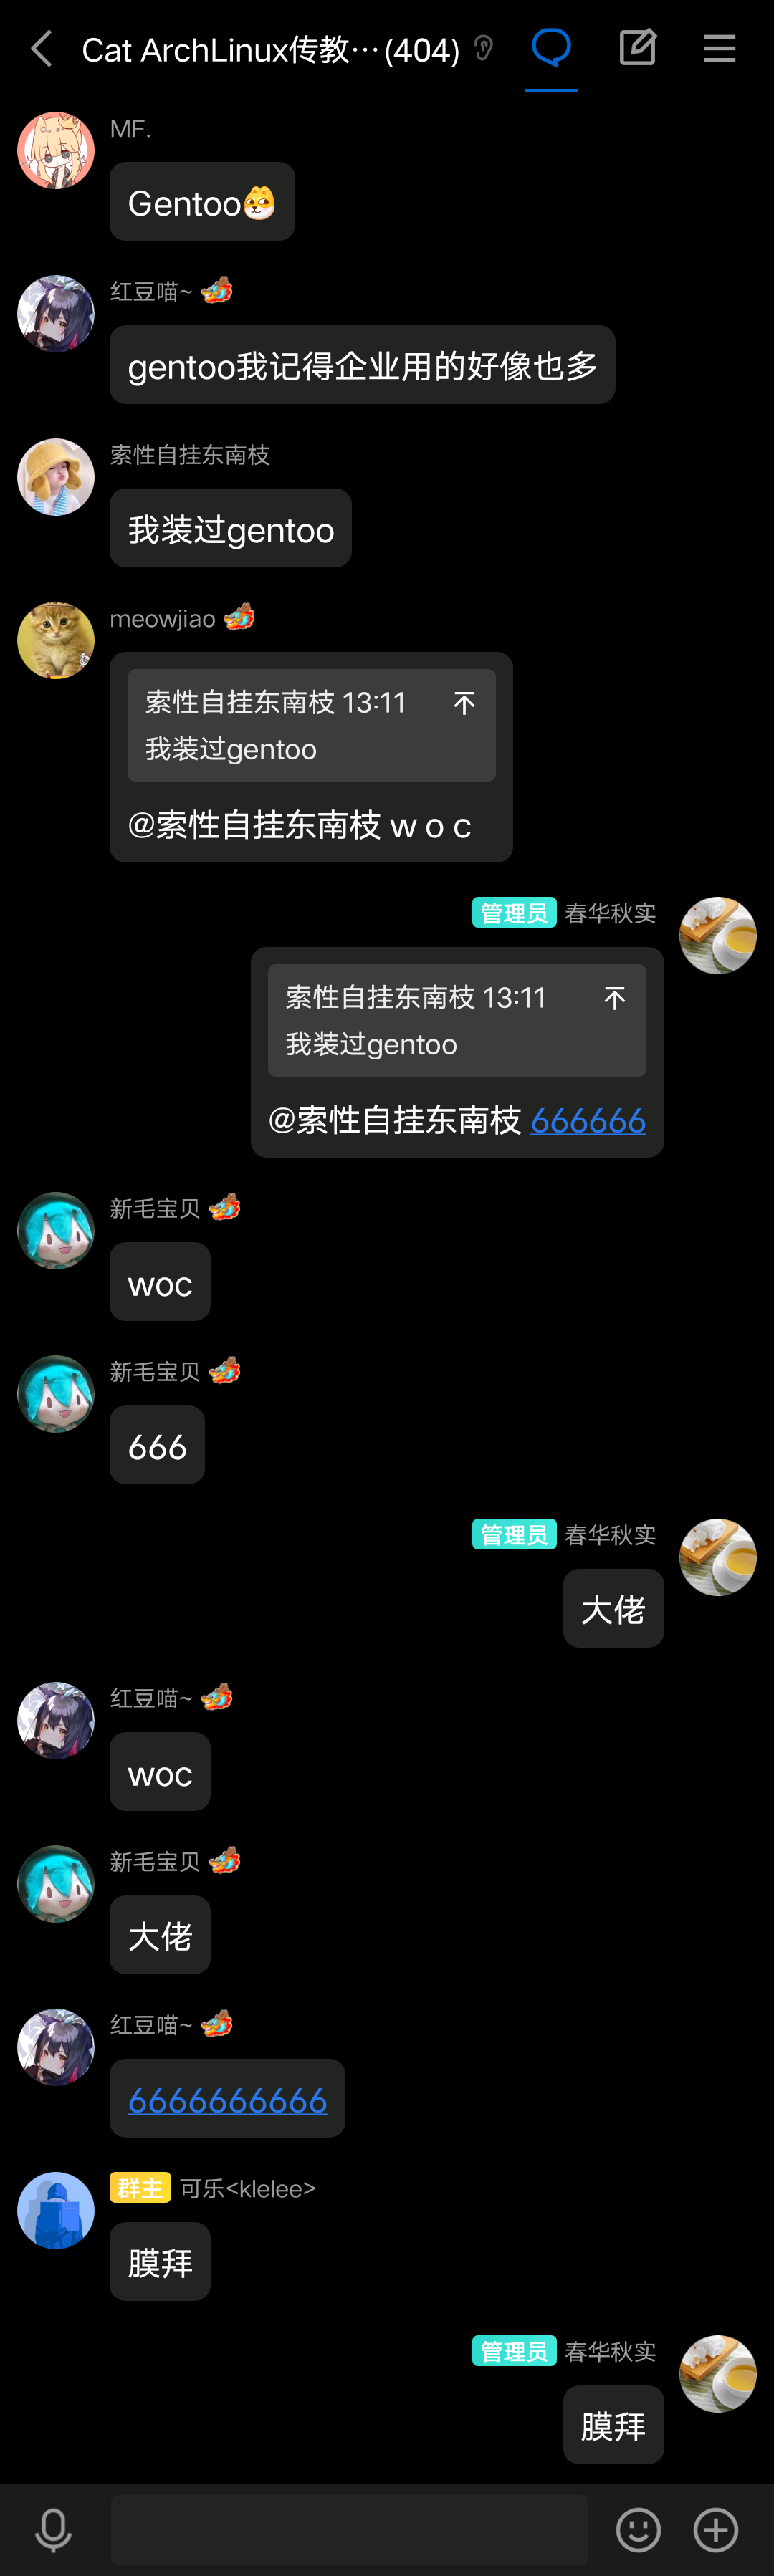 Cat ArchLinux传教…(404)
MF.
Gentoo
红豆喵~
gentoo我记得企业用的好像也多
索性自挂东南枝
我装过gentoo
meowjiao
索性自挂东南枝 13:11
我装过gentoo
@索性自挂东南枝 w o c
管理员 春华秋实
索性自挂东南枝 13:11
我装过gentoo
@索性自挂东南枝 666666
新毛宝贝
woc
新毛宝贝
666
管理员 春华秋实
大佬
红豆喵~
woc
新毛宝贝
大佬
红豆喵~
6666666666
群主 可乐<klelee>
膜拜
管理员 春华秋实
膜拜